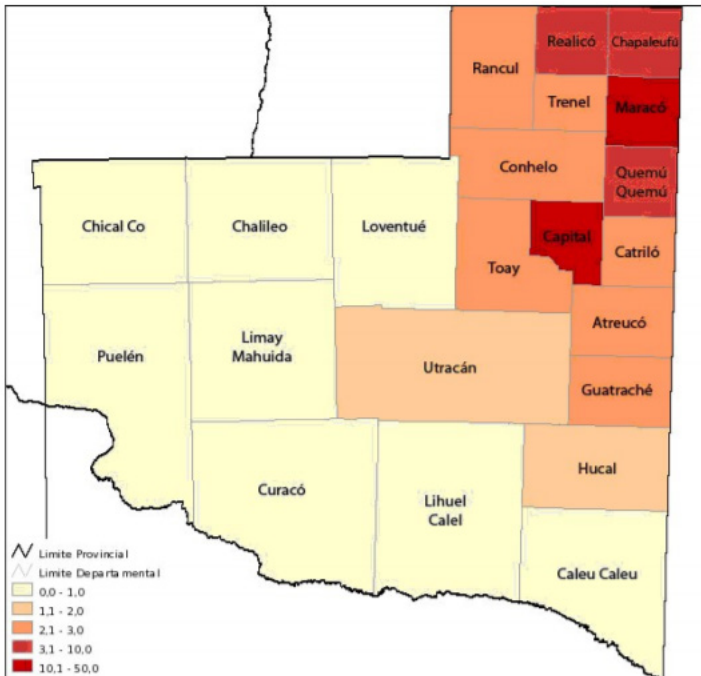 Realicó
Chapaleufú
Rancul
Trenel
Maracó
Conhelo
Quemú
Quemú
Chical Co
Chalileo
Loventué
Capital
Catriló
Toay
Atreucó
Puelén
Limay
Mahuida
Utracán
Guatraché
Hucal
Curacó
Lihuel
Calel
Caleu Caleu
Limite Provincial
Limite Departamental
0,0 - 1,0
1,1 - 2,0
2,1 - 3,0
3,1 - 10,0
10,1 - 50,0